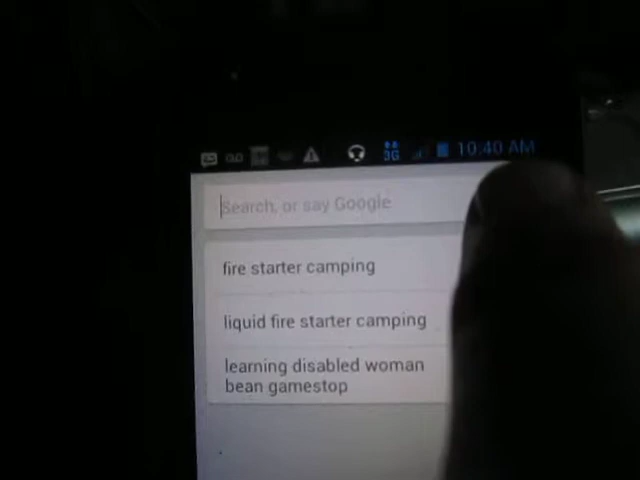 3G 10:40 AM
Search, or say Google
fire starter camping
liquid fire starter camping
learning disabled woman
bean gamestop